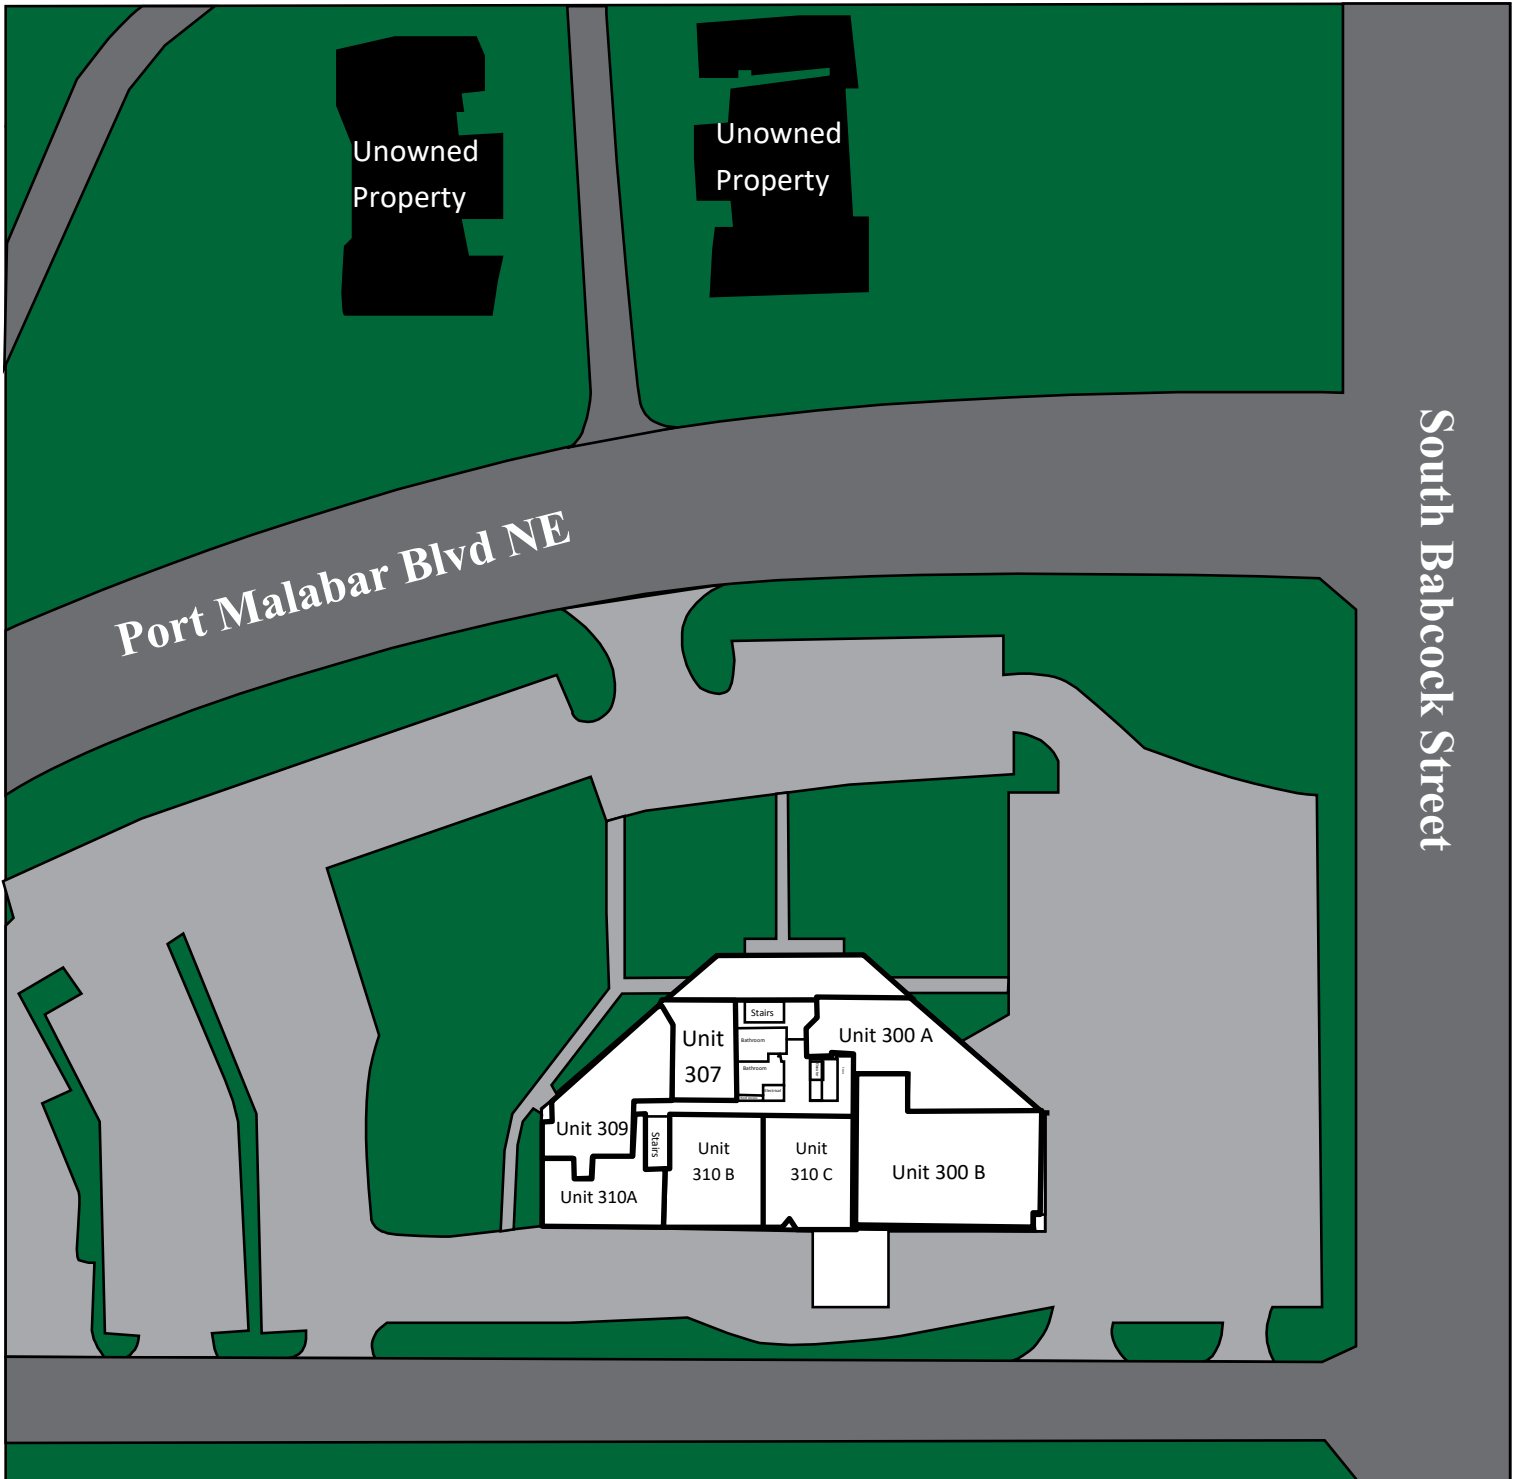 Unowned
Property
Unowned
Property
Port Malabar Blvd NE
South Babcock Street
Stairs
Unit
307
Bathroom
Bathroom
Unit 300 A
Unit 309
Stairs
Unit
310 B
Unit
310 C
Unit 300 B
Unit 310A